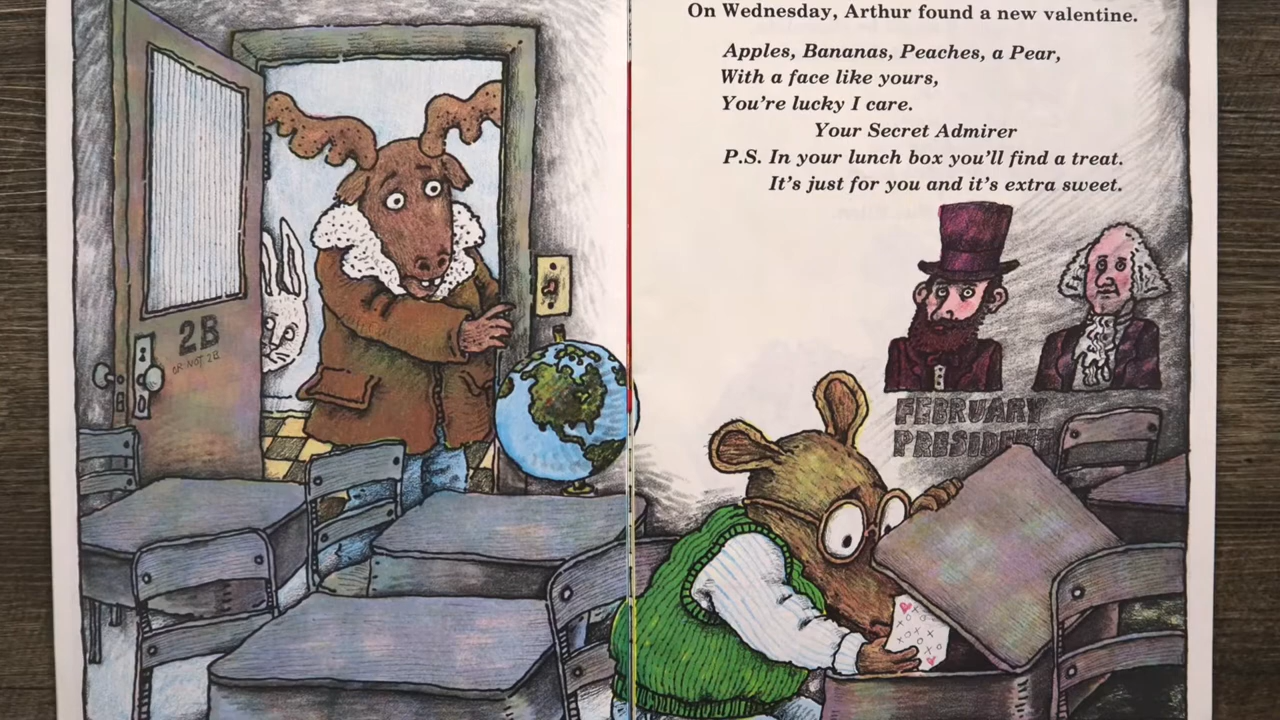 2B
OR NOT 2B
On Wednesday, Arthur found a new valentine.
Apples, Bananas, Peaches, a Pear,
With a face like yours,
You're lucky I care.
Your Secret Admirer
P.S. In your lunch box you'll find a treat.
It's just for you and it's extra sweet.
FEBRUARY
PRESIDENT
x o x
x o x o
x o x